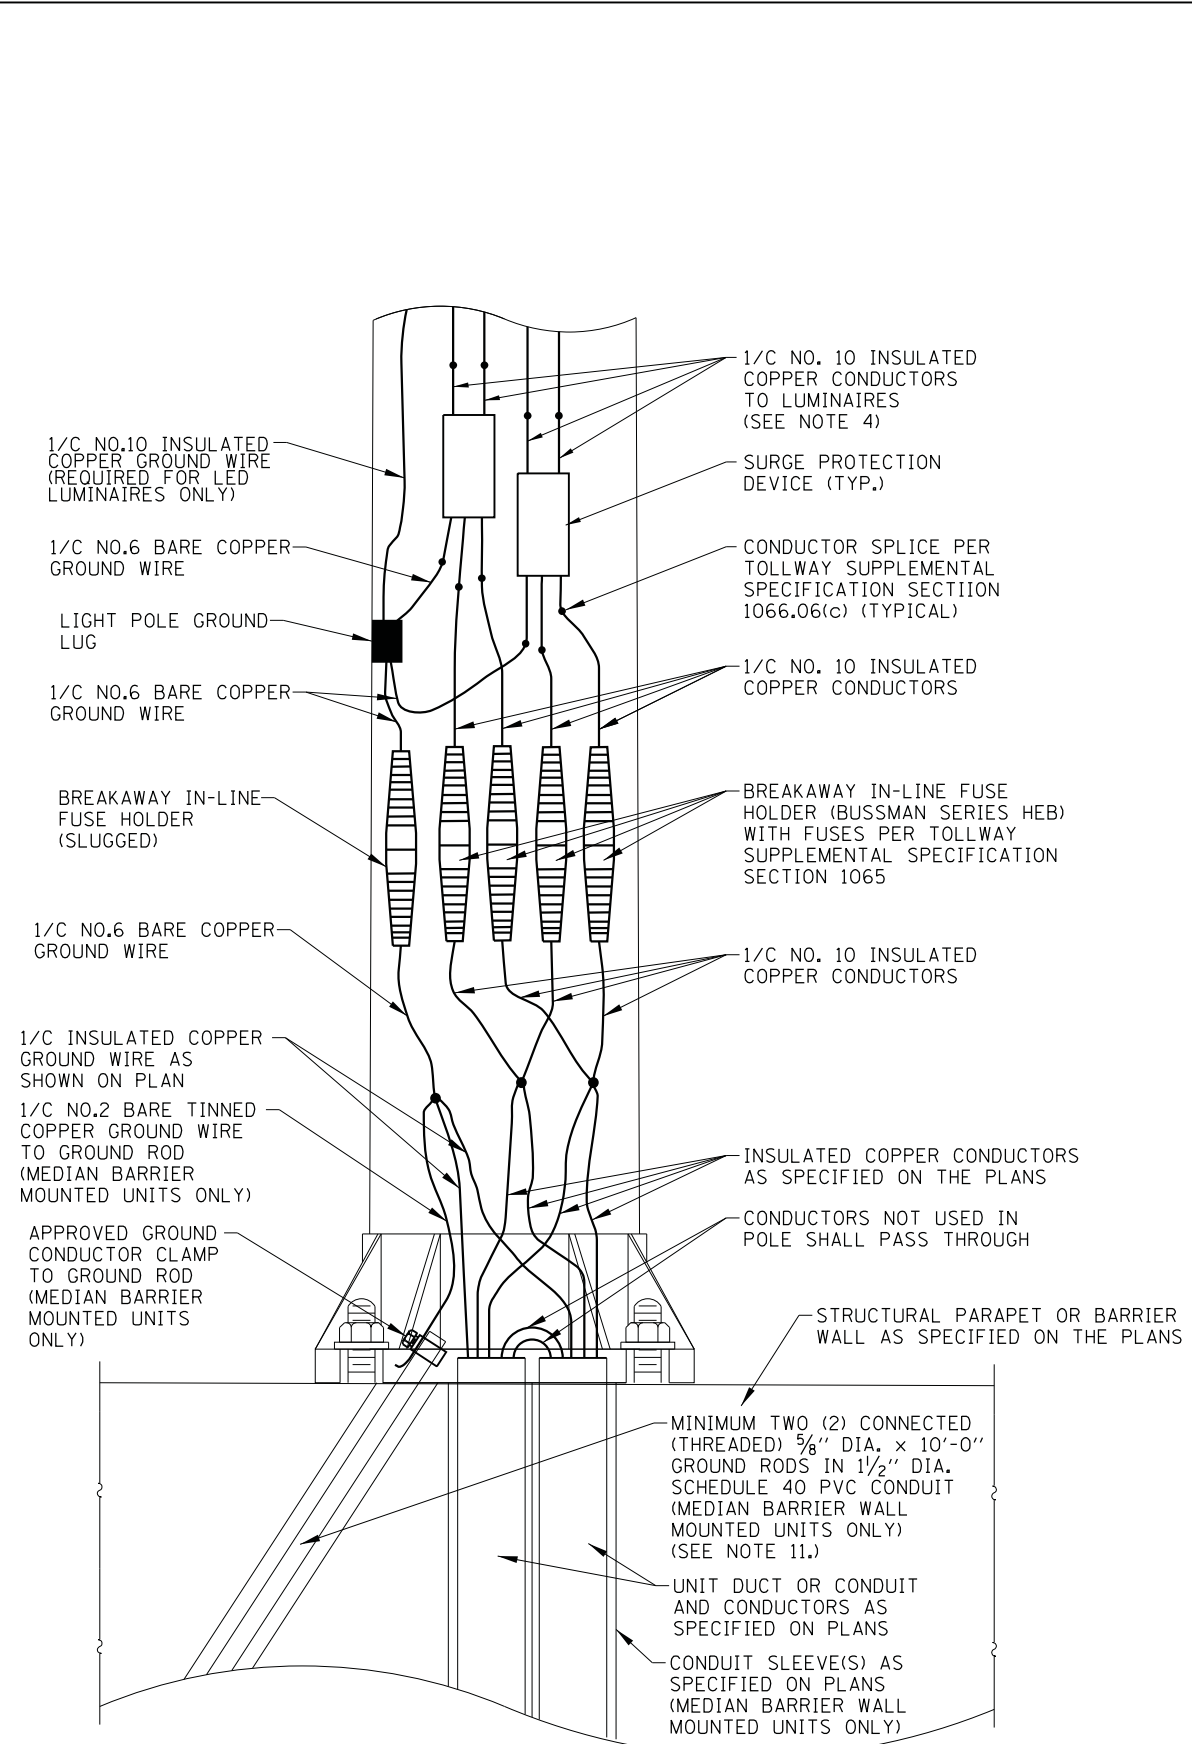 1/C NO. 10 INSULATED
COPPER CONDUCTORS
TO LUMINAIRES
(SEE NOTE 4)
1/C NO.10 INSULATED
COPPER GROUND WIRE
(REQUIRED FOR LED
LUMINAIRES ONLY)
SURGE PROTECTION
DEVICE (TYP.)
1/C NO.6 BARE COPPER
GROUND WIRE
CONDUCTOR SPLICE PER
TOLLWAY SUPPLEMENTAL
SPECIFICATION SECTIION
1066.06(c) (TYPICAL)
LIGHT POLE GROUND
LUG
1/C NO. 10 INSULATED
COPPER CONDUCTORS
1/C NO.6 BARE COPPER
GROUND WIRE
BREAKAWAY IN-LINE
FUSE HOLDER
(SLUGGED)
BREAKAWAY IN-LINE FUSE
HOLDER (BUSSMAN SERIES HEB)
WITH FUSES PER TOLLWAY
SUPPLEMENTAL SPECIFICATION
SECTION 1065
1/C NO.6 BARE COPPER
GROUND WIRE
1/C NO. 10 INSULATED
COPPER CONDUCTORS
1/C INSULATED COPPER
GROUND WIRE AS
SHOWN ON PLAN
1/C NO.2 BARE TINNED
COPPER GROUND WIRE
TO GROUND ROD
(MEDIAN BARRIER
MOUNTED UNITS ONLY)
INSULATED COPPER CONDUCTORS
AS SPECIFIED ON THE PLANS
CONDUCTORS NOT USED IN
POLE SHALL PASS THROUGH
APPROVED GROUND
CONDUCTOR CLAMP
TO GROUND ROD
(MEDIAN BARRIER
MOUNTED UNITS
ONLY)
STRUCTURAL PARAPET OR BARRIER
WALL AS SPECIFIED ON THE PLANS
MINIMUM TWO (2) CONNECTED
(THREADED) 5/8'' DIA. x 10'-0''
GROUND RODS IN 1 1/2'' DIA.
SCHEDULE 40 PVC CONDUIT
(MEDIAN BARRIER WALL
MOUNTED UNITS ONLY)
(SEE NOTE 11.)
UNIT DUCT OR CONDUIT
AND CONDUCTORS AS
SPECIFIED ON PLANS
CONDUIT SLEEVE(S) AS
SPECIFIED ON PLANS
(MEDIAN BARRIER WALL
MOUNTED UNITS ONLY)